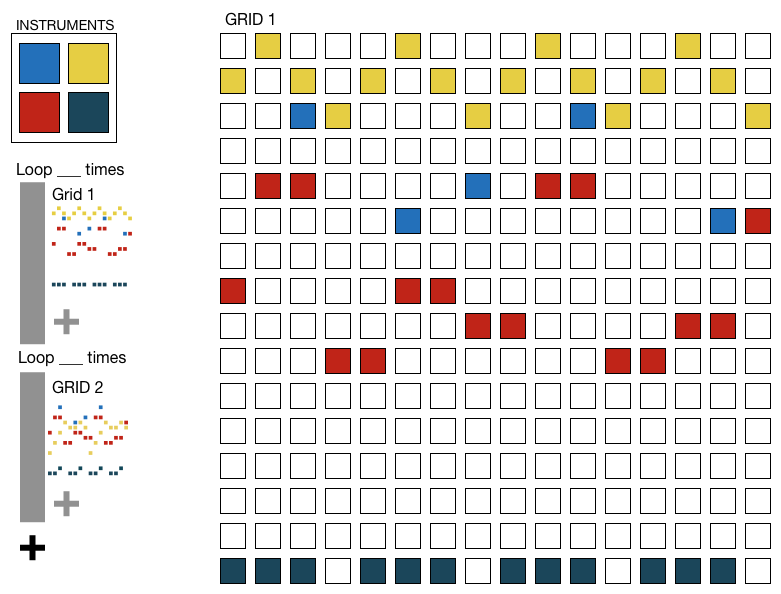 INSTRUMENTS
GRID 1
Loop ___ times
Grid 1
Loop ___ times
GRID 2